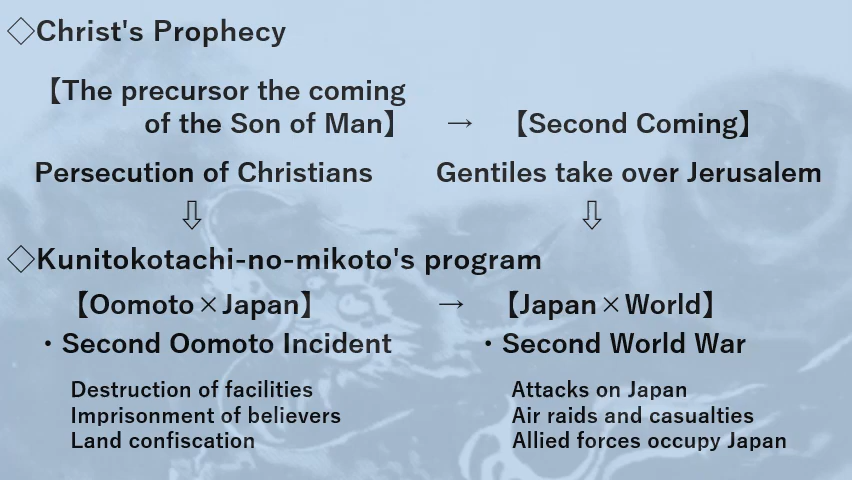 ◇Christ's Prophecy
【The precursor the coming
of the Son of Man】 → 【Second Coming】
Persecution of Christians Gentiles take over Jerusalem
⇩ ⇩
◇Kunitokotachi-no-mikoto's program
【Oomoto×Japan】 → 【Japan×World】
・Second Oomoto Incident ・Second World War
Destruction of facilities Attacks on Japan
Imprisonment of believers Air raids and casualties
Land confiscation Allied forces occupy Japan